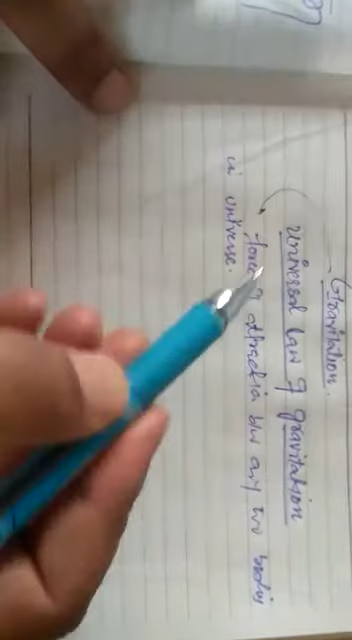 Gravitation.
Universal law of gravitation
force of attraction b/w any two bodies
in universe.